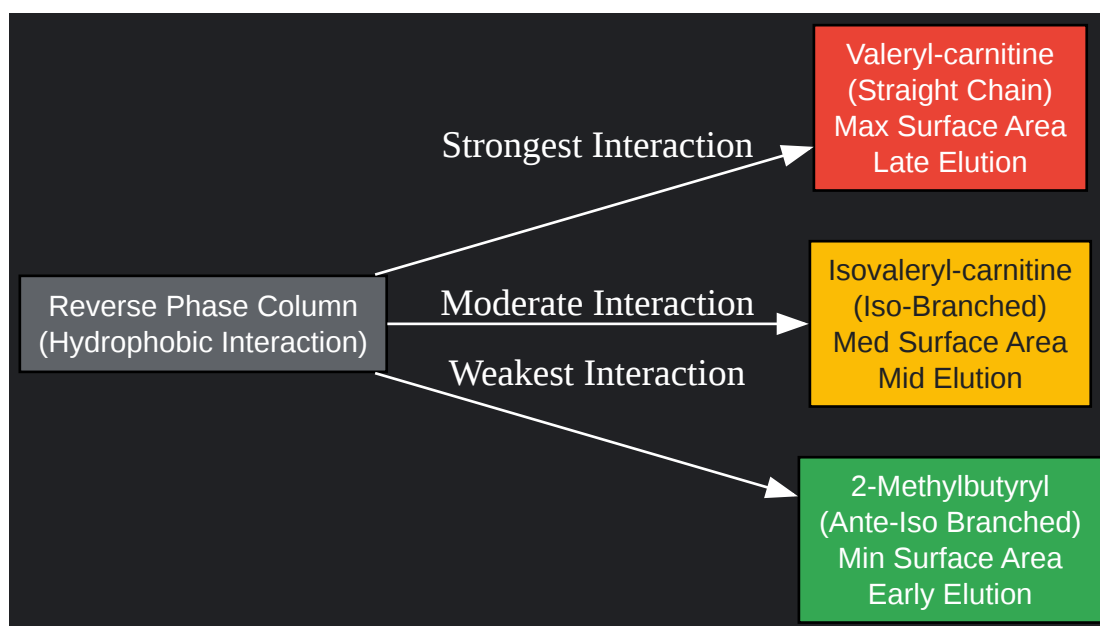 Valeryl-carnitine
(Straight Chain)
Max Surface Area
Late Elution
Strongest Interaction
Reverse Phase Column
(Hydrophobic Interaction)
Moderate Interaction
Isovaleryl-carnitine
(Iso-Branched)
Med Surface Area
Mid Elution
Weakest Interaction
2-Methylbutyryl
(Ante-Iso Branched)
Min Surface Area
Early Elution